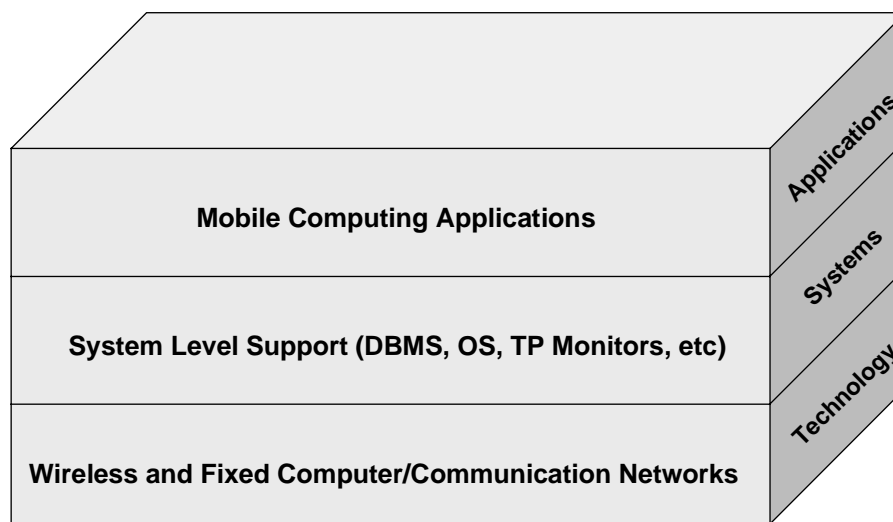 Mobile Computing Applications
Applications
System Level Support (DBMS, OS, TP Monitors, etc)
Systems
Wireless and Fixed Computer/Communication Networks
Technology